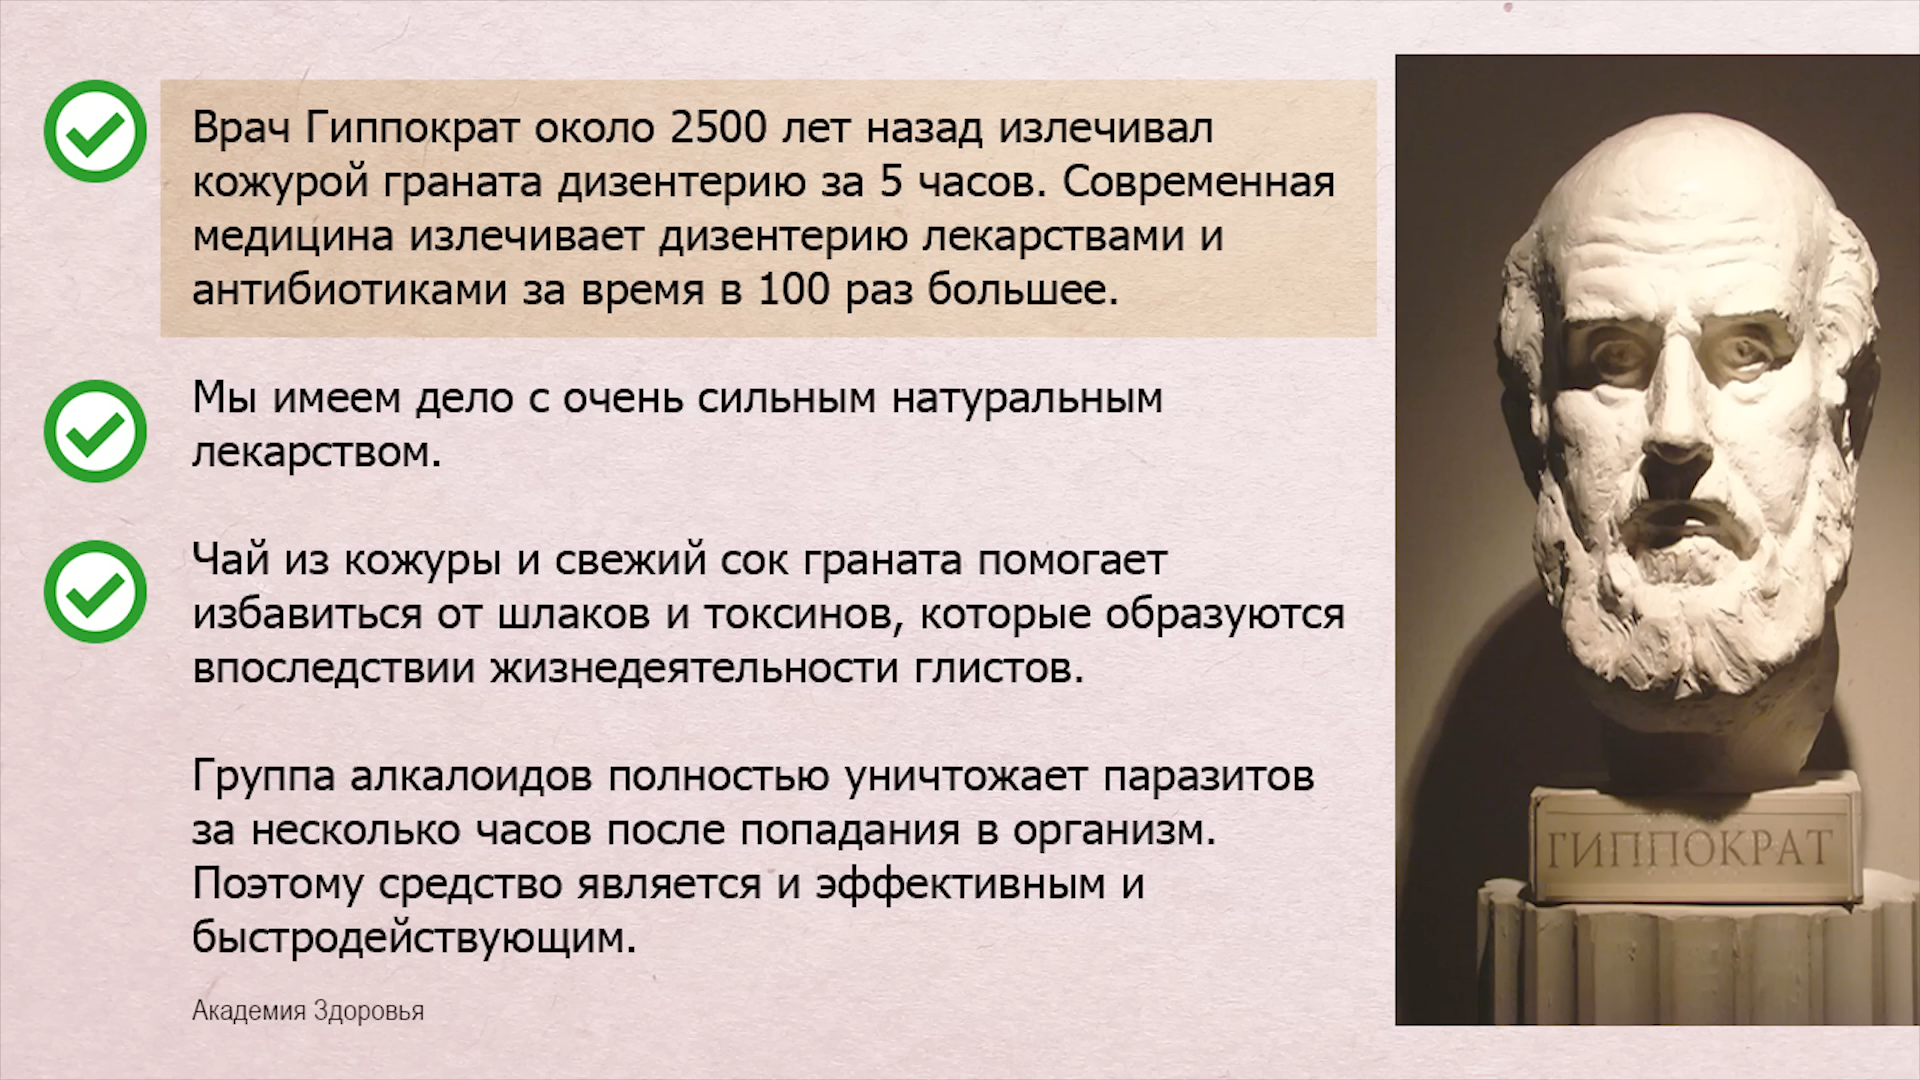 Врач Гиппократ около 2500 лет назад излечивал
кожурой граната дизентерию за 5 часов. Современная
медицина излечивает дизентерию лекарствами и
антибиотиками за время в 100 раз большее.
Мы имеем дело с очень сильным натуральным
лекарством.
Чай из кожуры и свежий сок граната помогает
избавиться от шлаков и токсинов, которые образуются
впоследствии жизнедеятельности глистов.
Группа алкалоидов полностью уничтожает паразитов
за несколько часов после попадания в организм.
Поэтому средство является и эффективным и
быстродействующим.
Академия Здоровья
ГИППОКРАТ